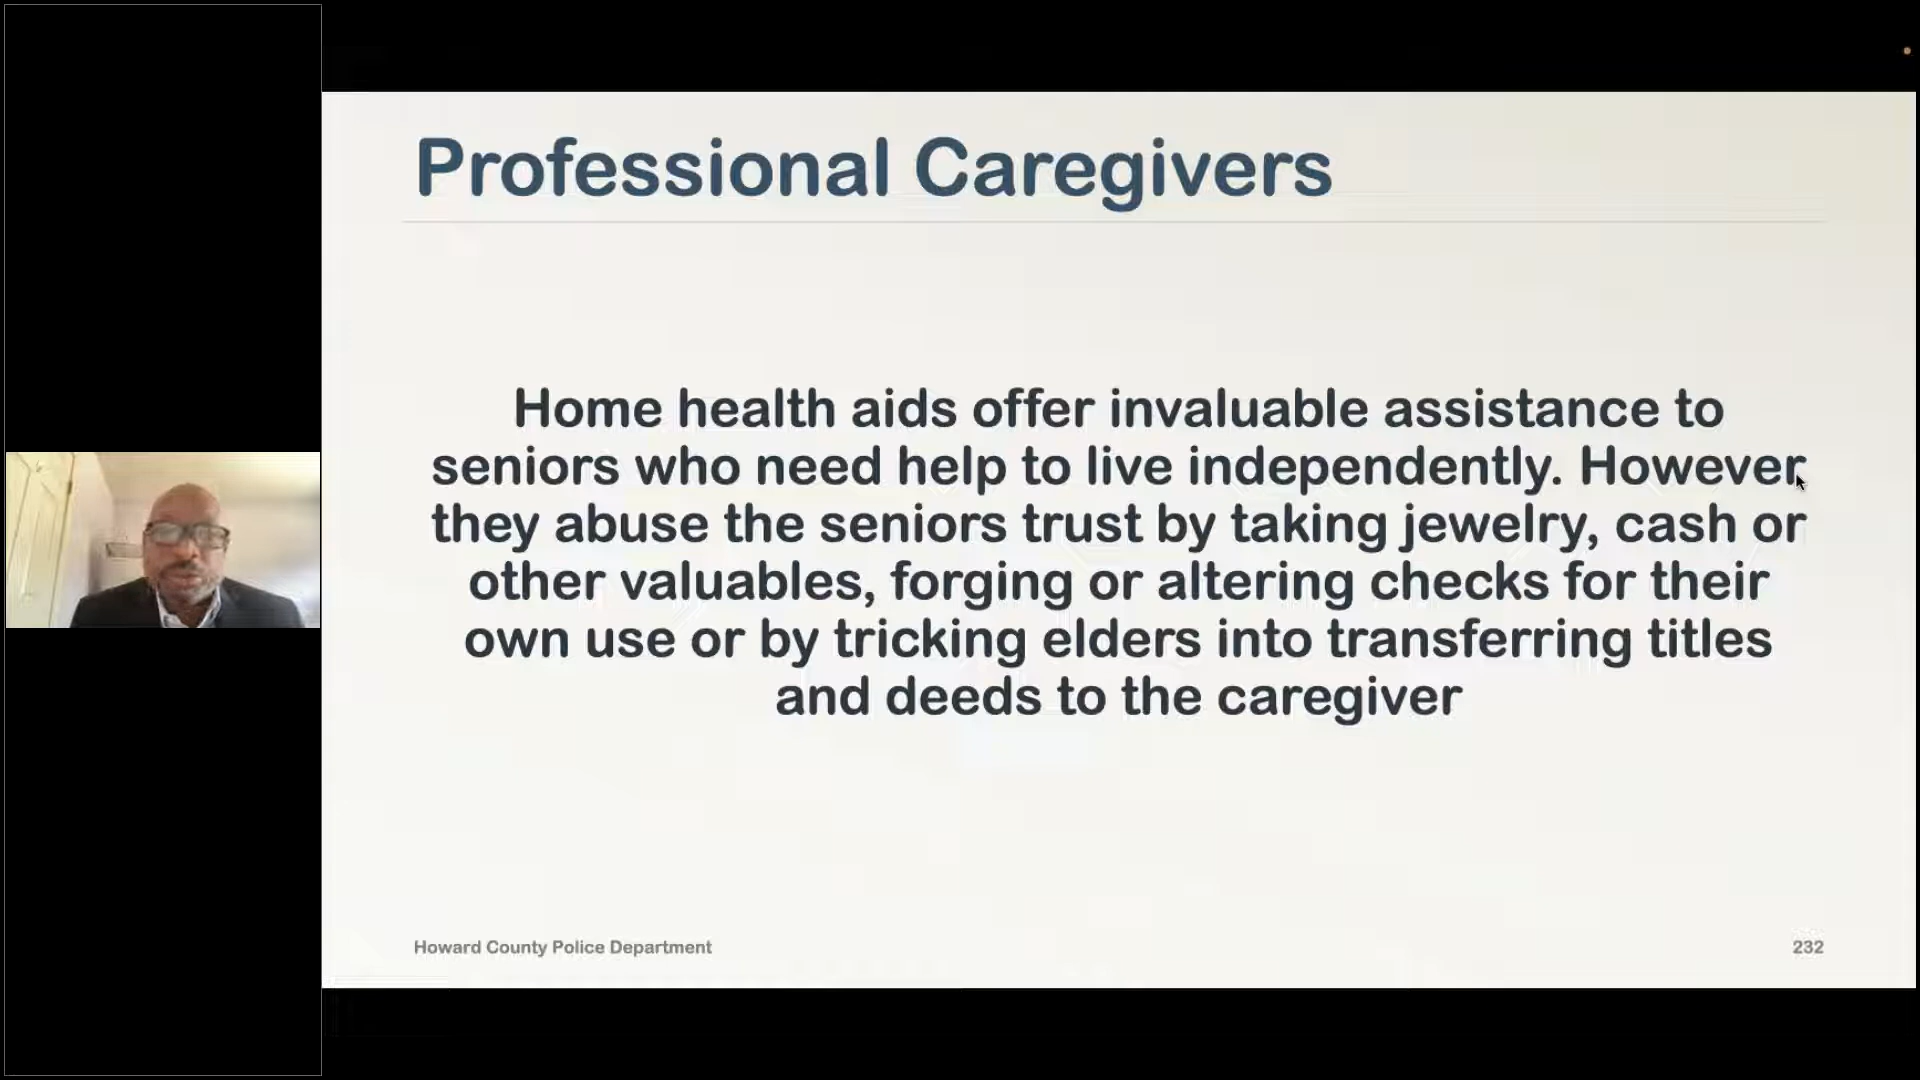 Professional Caregivers
Home health aids offer invaluable assistance to
seniors who need help to live independently. However
they abuse the seniors trust by taking jewelry, cash or
other valuables, forging or altering checks for their
own use or by tricking elders into transferring titles
and deeds to the caregiver
Howard County Police Department
232